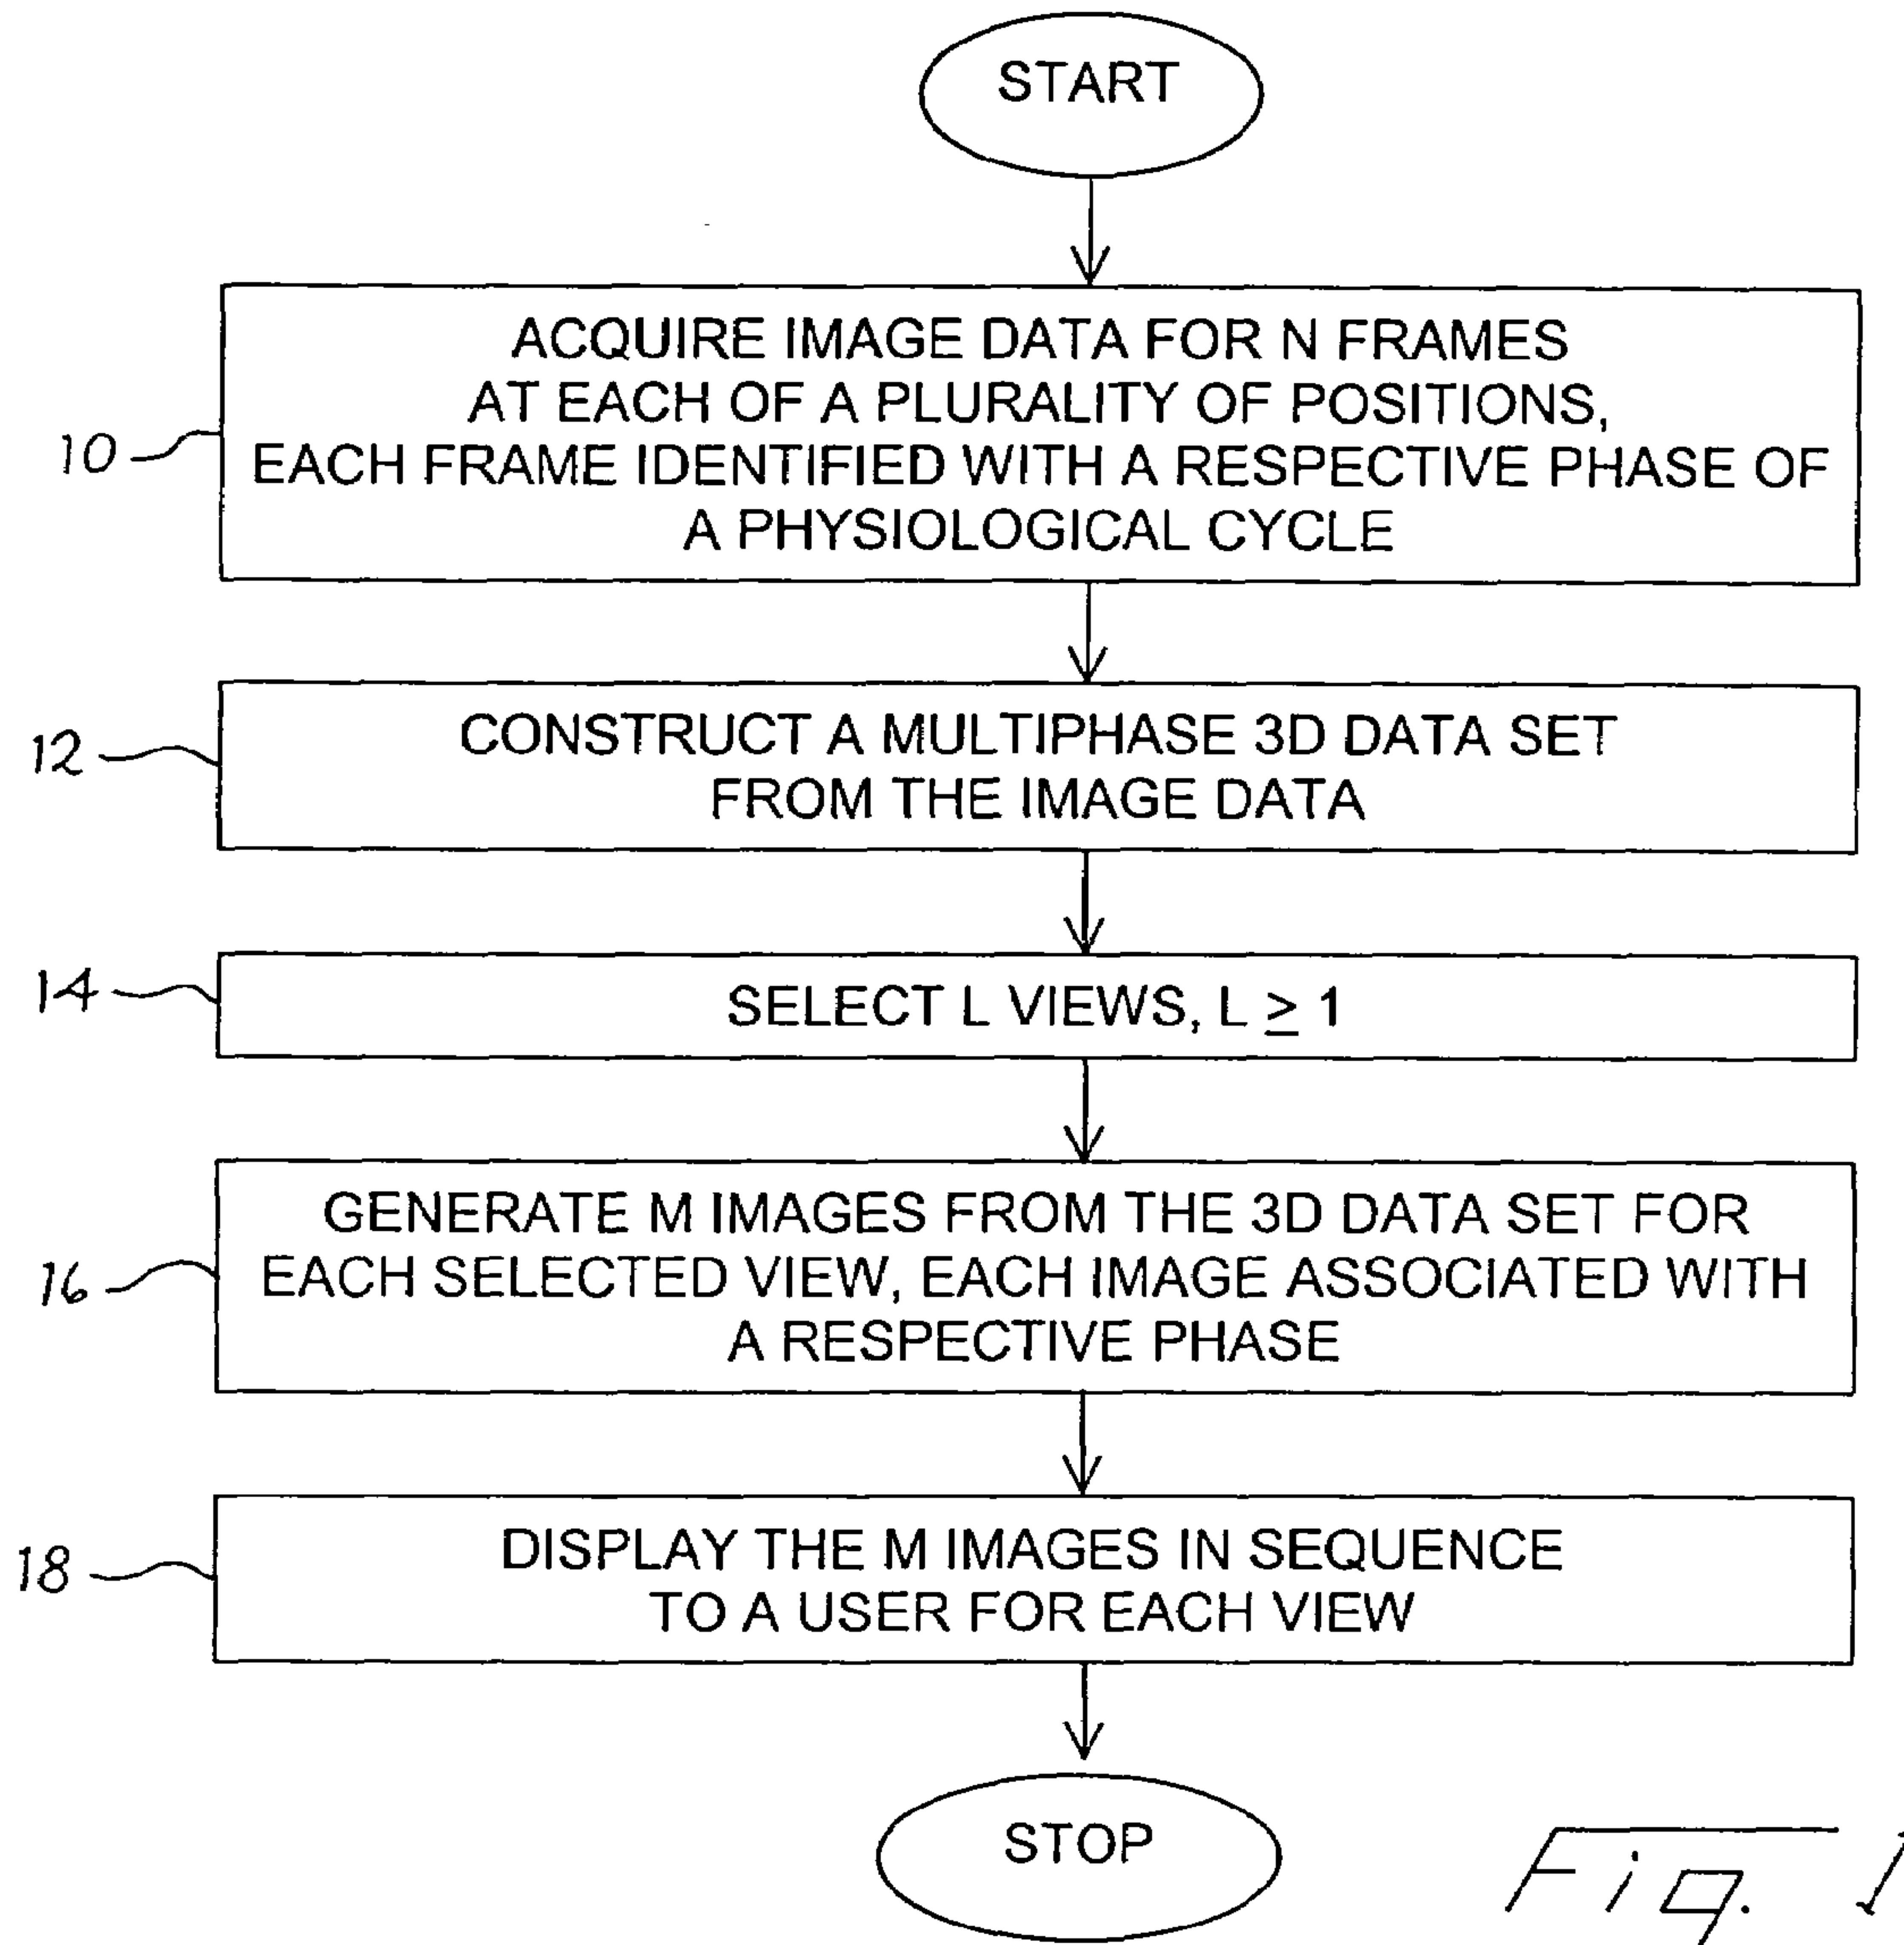 START
10
ACQUIRE IMAGE DATA FOR N FRAMES
AT EACH OF A PLURALITY OF POSITIONS,
EACH FRAME IDENTIFIED WITH A RESPECTIVE PHASE OF
A PHYSIOLOGICAL CYCLE
12
CONSTRUCT A MULTIPHASE 3D DATA SET
FROM THE IMAGE DATA
14
SELECT L VIEWS, L ≥ 1
16
GENERATE M IMAGES FROM THE 3D DATA SET FOR
EACH SELECTED VIEW, EACH IMAGE ASSOCIATED WITH
A RESPECTIVE PHASE
18
DISPLAY THE M IMAGES IN SEQUENCE
TO A USER FOR EACH VIEW
STOP
Fig. 1